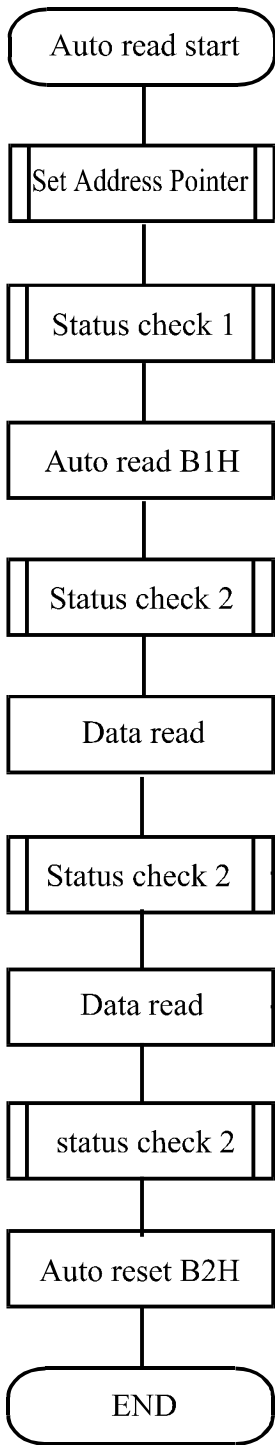 Auto read start
Set Address Pointer
Status check 1
Auto read B1H
Status check 2
Data read
Status check 2
Data read
status check 2
Auto reset B2H
END